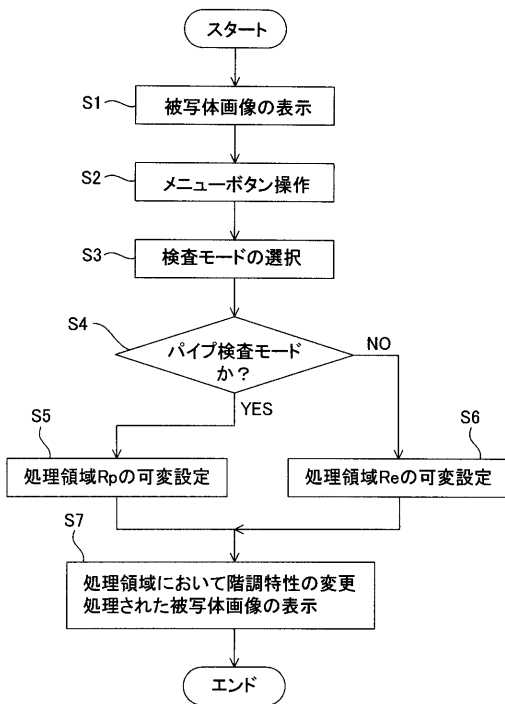 スタート
S1
被写体画像の表示
S2
メニューボタン操作
S3
検査モードの選択
S4
パイプ検査モード
か？
NO
YES
S5
処理領域Rpの可変設定
S6
処理領域Reの可変設定
S7
処理領域において階調特性の変更
処理された被写体画像の表示
エンド